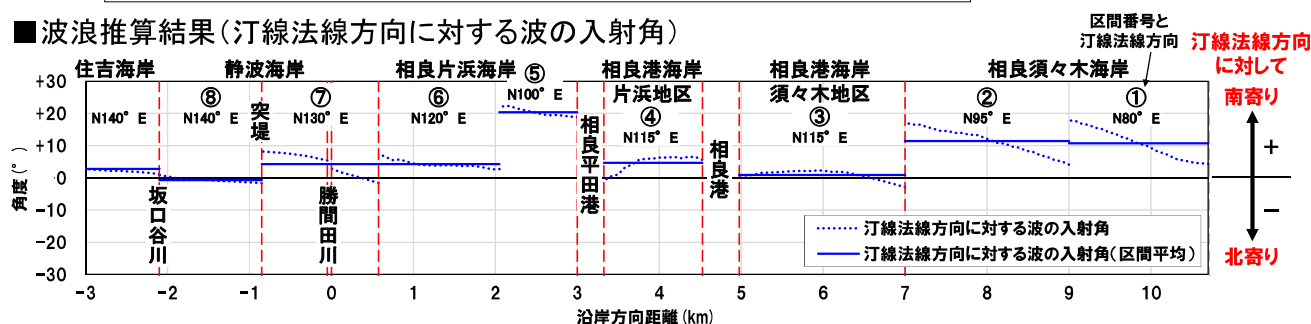 ■波浪推算結果(汀線法線方向に対する波の入射角)
区間番号と
汀線法線方向
汀線法線方向
に対して
南寄り
+
−
北寄り
住吉海岸
静波海岸
相良片浜海岸
相良港海岸
片浜地区
相良港海岸
須々木地区
相良須々木海岸
N140°E
⑧
N140°E
突堤
⑦
N130°E
⑥
N120°E
⑤
N100°E
④
N115°E
③
N115°E
②
N95°E
①
N80°E
坂口谷川
勝間田川
相良平田港
相良港
角度(°)
+30
+20
+10
0
−10
−20
−30
汀線法線方向に対する波の入射角
汀線法線方向に対する波の入射角(区間平均)
−3
−2
−1
0
1
2
3
4
5
6
7
8
9
10
沿岸方向距離(km)